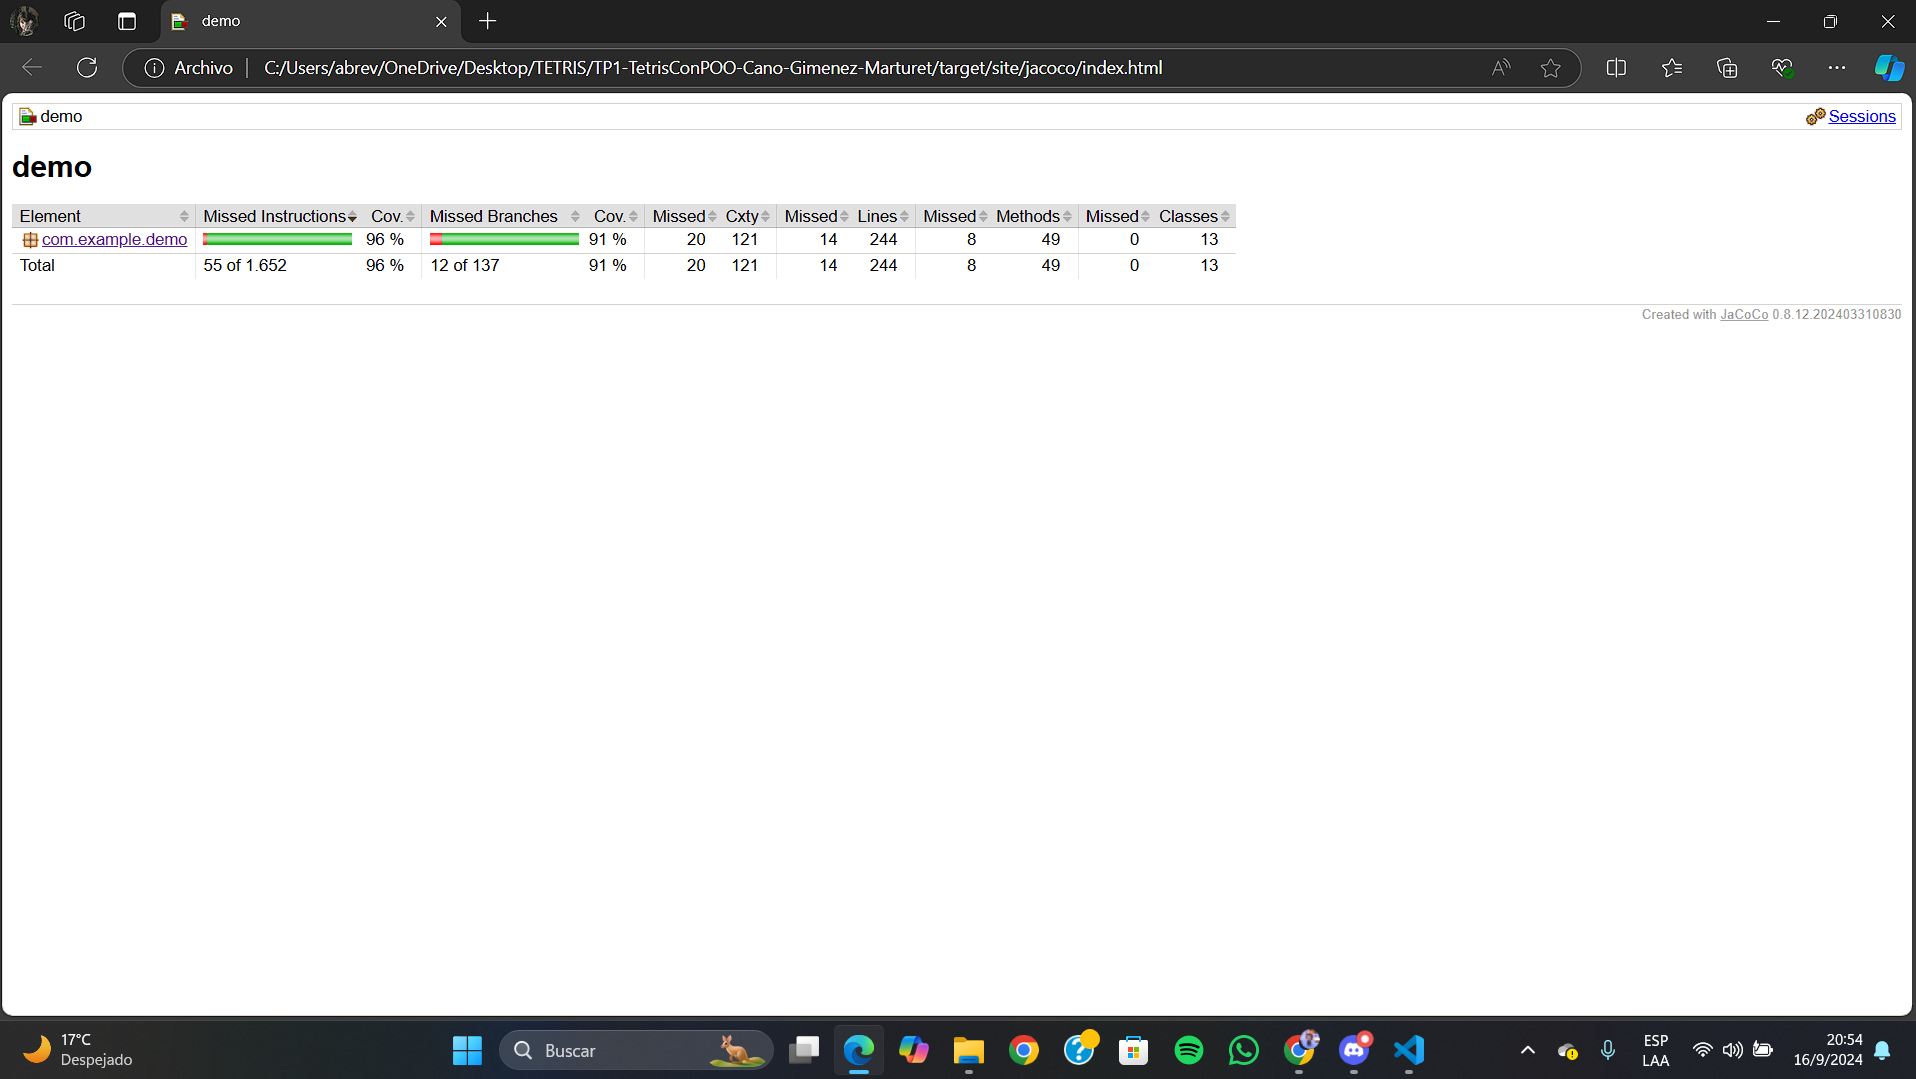 demo
Archivo C:/Users/abrev/OneDrive/Desktop/TETRIS/TP1-TetrisConPOO-Cano-Gimenez-Marturet/target/site/jacoco/index.html
demo Sessions
demo
Element Missed Instructions Cov. Missed Branches Cov. Missed Cxty Missed Lines Missed Methods Missed Classes
com.example.demo 96 % 91 % 20 121 14 244 8 49 0 13
Total 55 of 1.652 96 % 12 of 137 91 % 20 121 14 244 8 49 0 13
Created with JaCoCo 0.8.12.202403310830
17°C
Despejado
Buscar
ESP
LAA
20:54
16/9/2024